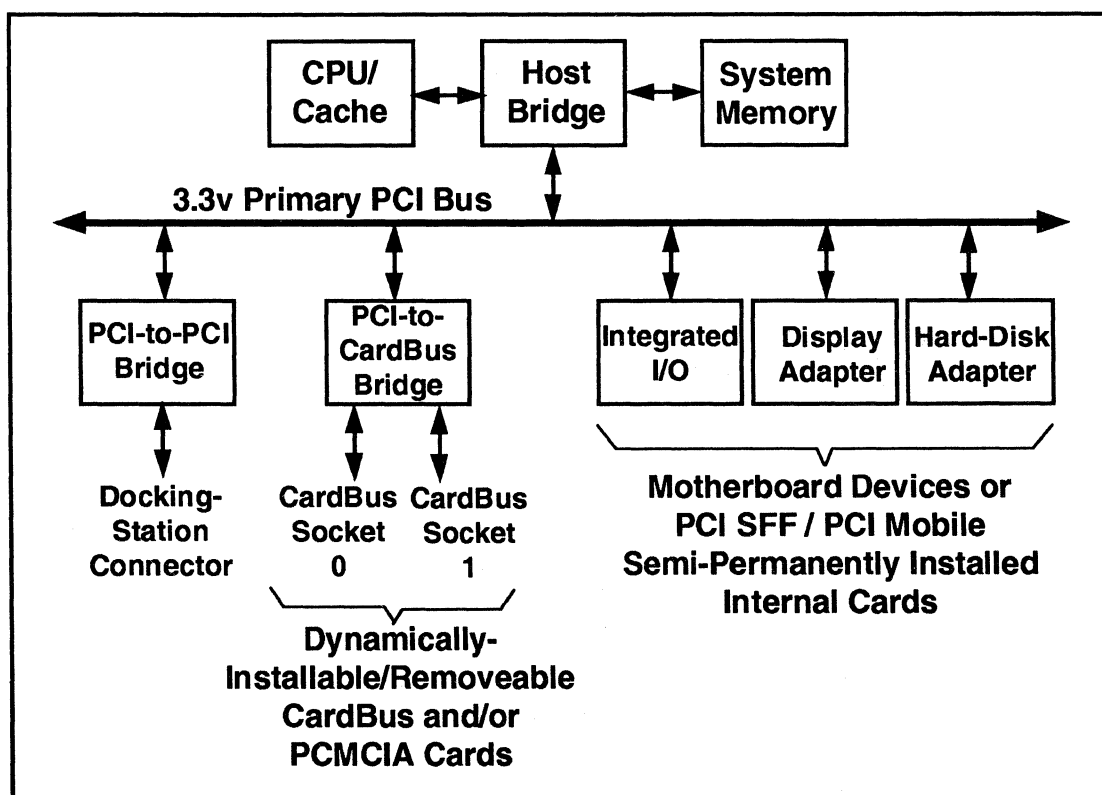 CPU/
Cache
Host
Bridge
System
Memory
3.3v Primary PCI Bus
PCI-to-PCI
Bridge
PCI-to-
CardBus
Bridge
Integrated
I/O
Display
Adapter
Hard-Disk
Adapter
Docking-
Station
Connector
CardBus
Socket
0
CardBus
Socket
1
Motherboard Devices or
PCI SFF / PCI Mobile
Semi-Permanently Installed
Internal Cards
Dynamically-
Installable/Removeable
CardBus and/or
PCMCIA Cards